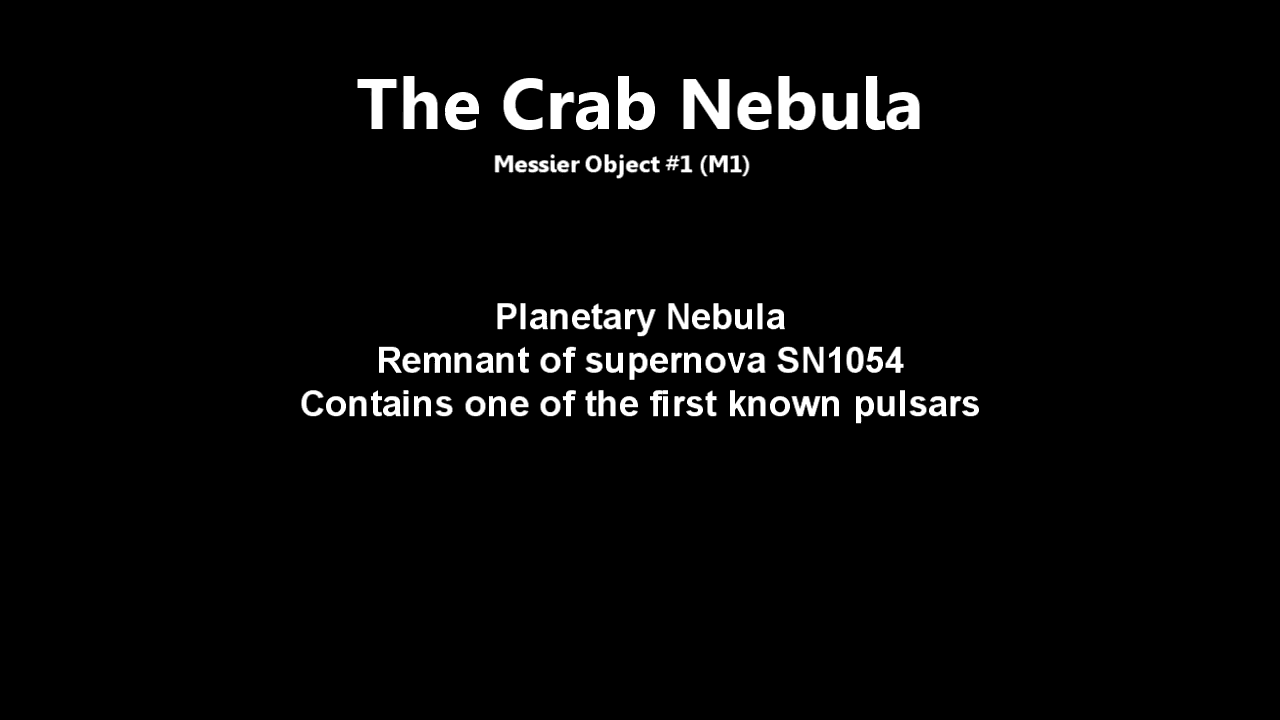 The Crab Nebula
Messier Object #1 (M1)
Planetary Nebula
Remnant of supernova SN1054
Contains one of the first known pulsars